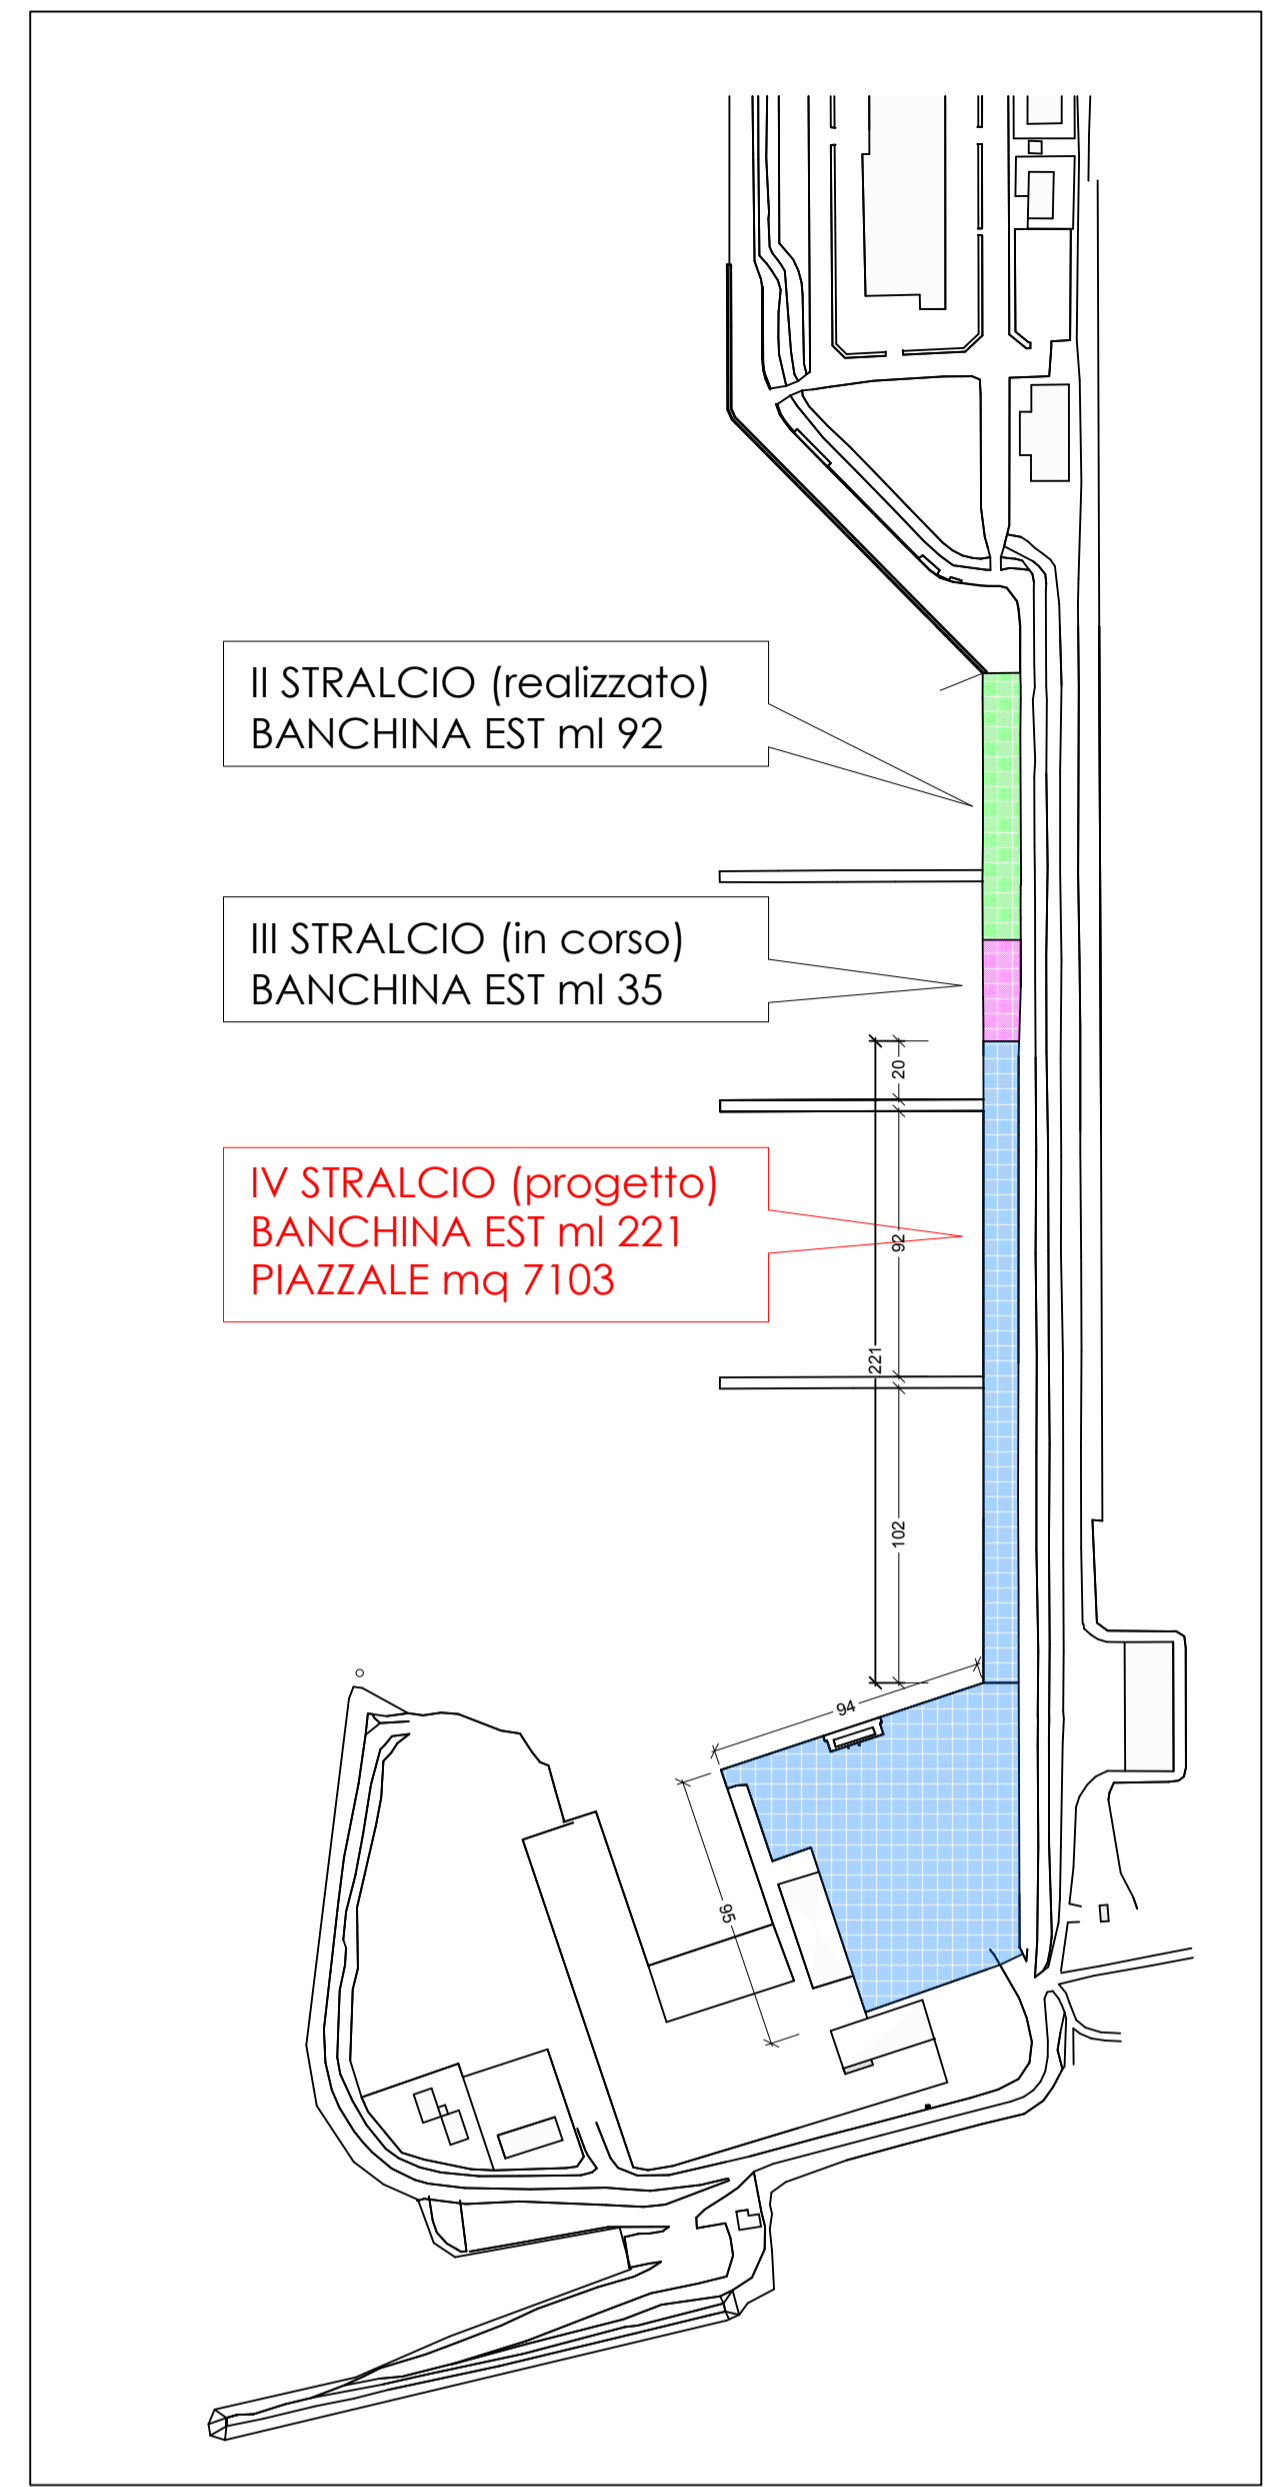 II STRALCIO (realizzato)
BANCHINA EST ml 92
III STRALCIO (in corso)
BANCHINA EST ml 35
20
IV STRALCIO (progetto)
BANCHINA EST ml 221
PIAZZALE mq 7103
92
221
102
94
95